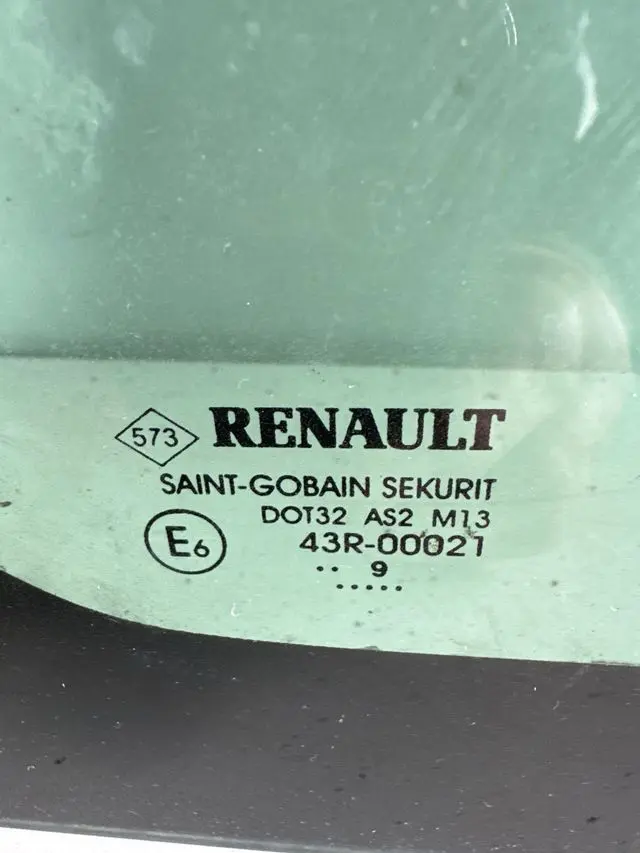 573 RENAULT
SAINT-GOBAIN SEKURIT
DOT32 AS2 M13
E6 43R-00021
.. 9
.....